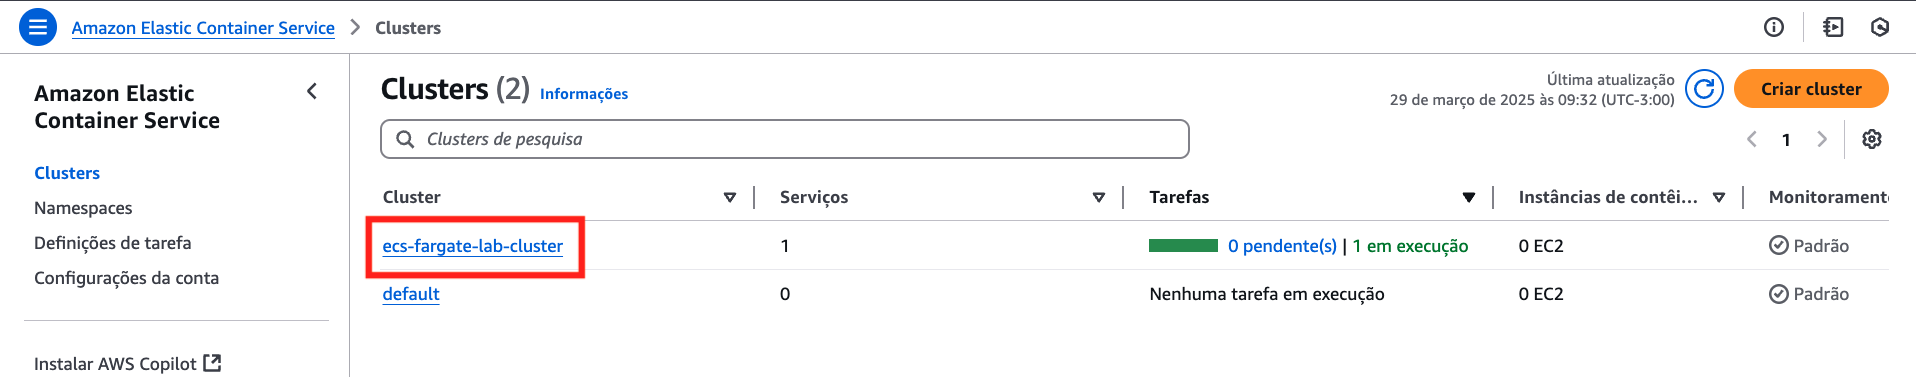 Amazon Elastic Container Service > Clusters
Amazon Elastic
Container Service
Clusters
Namespaces
Definições de tarefa
Configurações da conta
Instalar AWS Copilot
Clusters (2) Informações
Última atualização
29 de março de 2025 às 09:32 (UTC-3:00)
Criar cluster
Clusters de pesquisa
1
Cluster Serviços Tarefas Instâncias de contêi... Monitoramento
ecs-fargate-lab-cluster 1 0 pendente(s) | 1 em execução 0 EC2 Padrão
default 0 Nenhuma tarefa em execução 0 EC2 Padrão